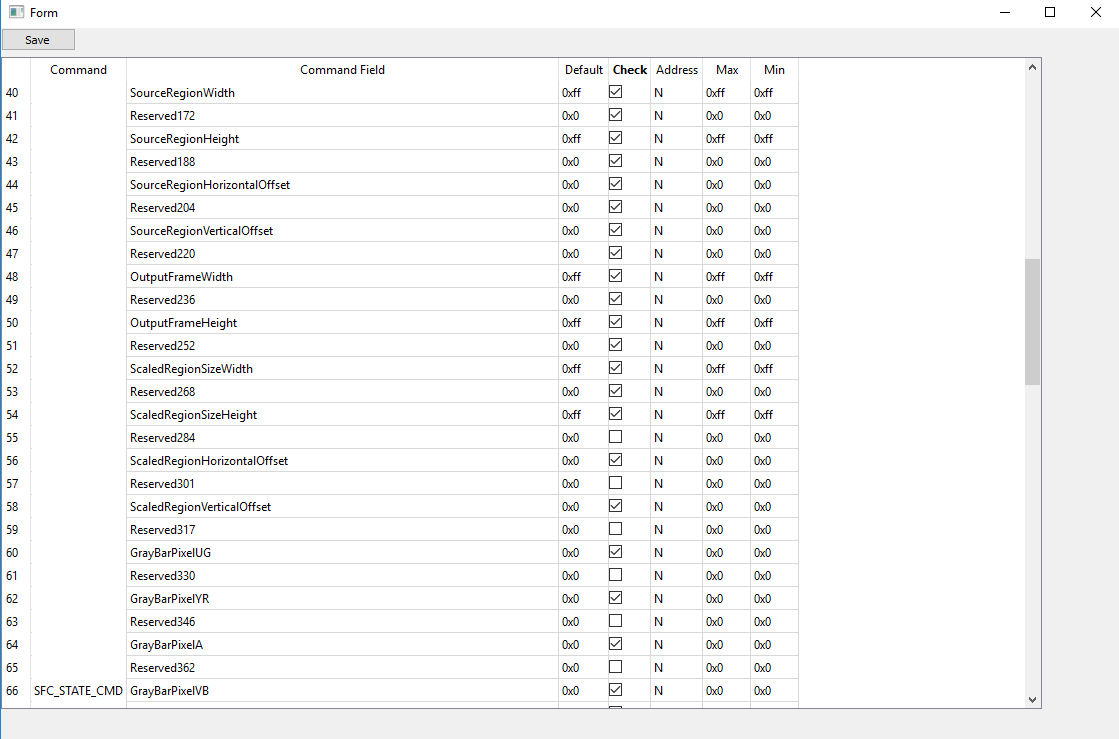 Form
Save
Command Command Field Default Check Address Max Min
40 SourceRegionWidth 0xff N 0xff 0xff
41 Reserved172 0x0 N 0x0 0x0
42 SourceRegionHeight 0xff N 0xff 0xff
43 Reserved188 0x0 N 0x0 0x0
44 SourceRegionHorizontalOffset 0x0 N 0x0 0x0
45 Reserved204 0x0 N 0x0 0x0
46 SourceRegionVerticalOffset 0x0 N 0x0 0x0
47 Reserved220 0x0 N 0x0 0x0
48 OutputFrameWidth 0xff N 0xff 0xff
49 Reserved236 0x0 N 0x0 0x0
50 OutputFrameHeight 0xff N 0xff 0xff
51 Reserved252 0x0 N 0x0 0x0
52 ScaledRegionSizeWidth 0xff N 0xff 0xff
53 Reserved268 0x0 N 0x0 0x0
54 ScaledRegionSizeHeight 0xff N 0xff 0xff
55 Reserved284 0x0 N 0x0 0x0
56 ScaledRegionHorizontalOffset 0x0 N 0x0 0x0
57 Reserved301 0x0 N 0x0 0x0
58 ScaledRegionVerticalOffset 0x0 N 0x0 0x0
59 Reserved317 0x0 N 0x0 0x0
60 GrayBarPixelUG 0x0 N 0x0 0x0
61 Reserved330 0x0 N 0x0 0x0
62 GrayBarPixelYR 0x0 N 0x0 0x0
63 Reserved346 0x0 N 0x0 0x0
64 GrayBarPixelA 0x0 N 0x0 0x0
65 Reserved362 0x0 N 0x0 0x0
66 SFC_STATE_CMD GrayBarPixelVB 0x0 N 0x0 0x0